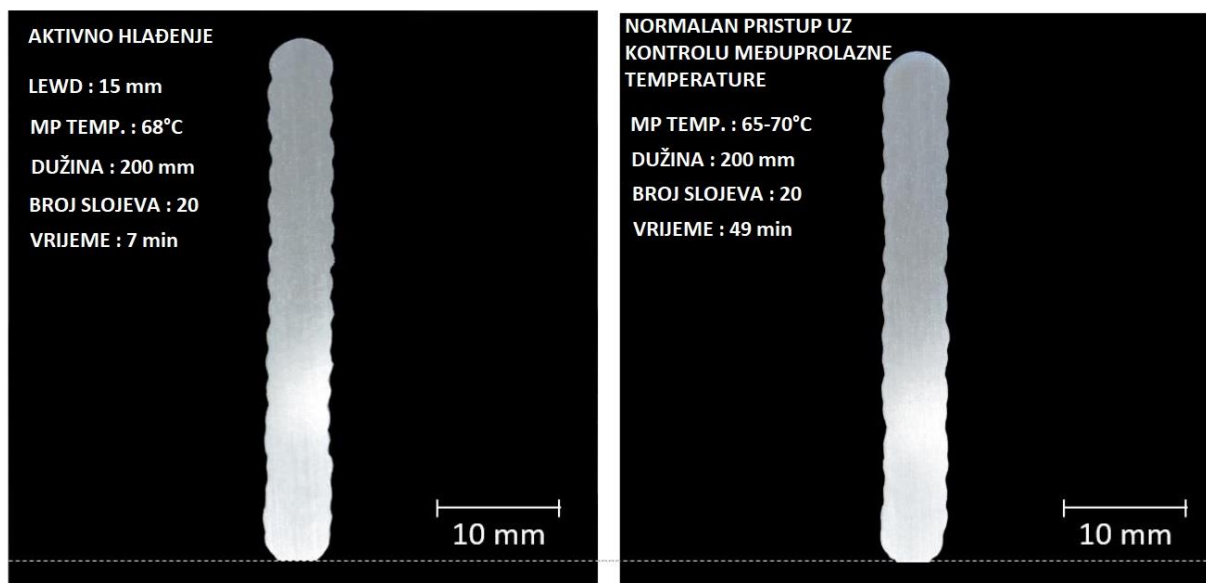 AKTIVNO HLAĐENJE
LEWD : 15 mm
MP TEMP. : 68°C
DUŽINA : 200 mm
BROJ SLOJEVA : 20
VRIJEME : 7 min
10 mm
NORMALAN PRISTUP UZ
KONTROLU MEĐUPROLAZNE
TEMPERATURE
MP TEMP. : 65-70°C
DUŽINA : 200 mm
BROJ SLOJEVA : 20
VRIJEME : 49 min
10 mm